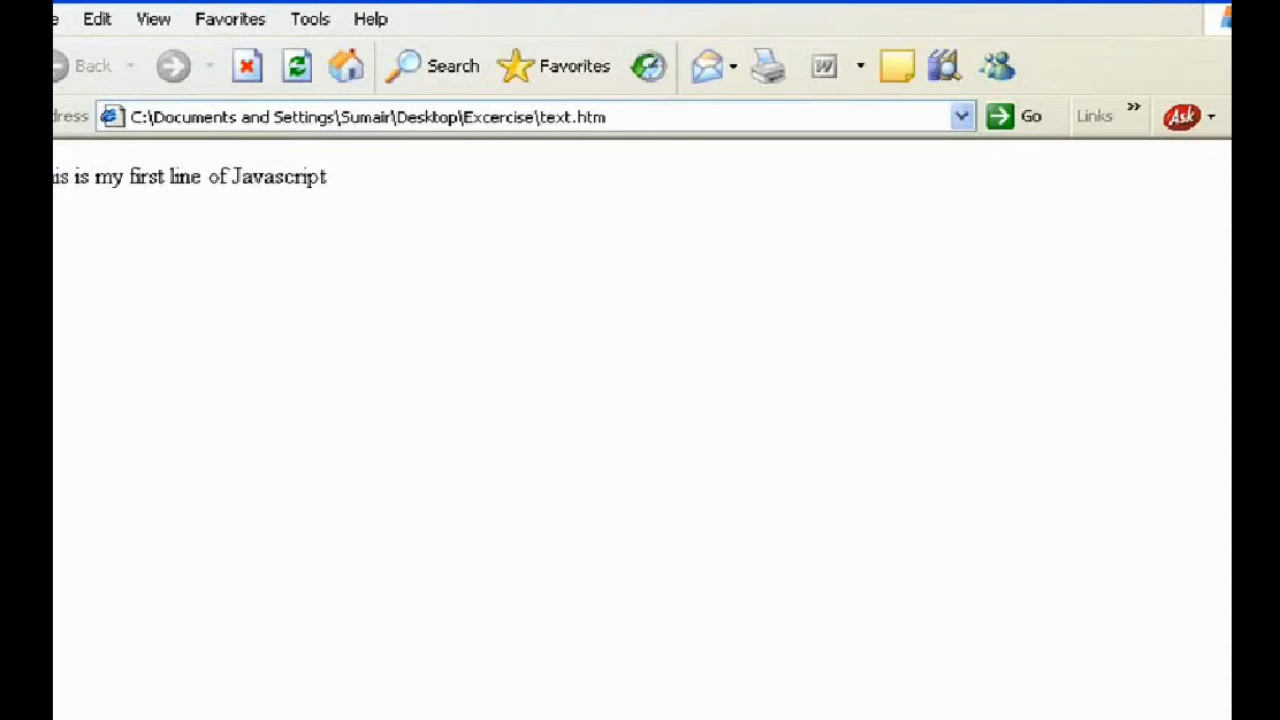 Edit View Favorites Tools Help
Back Search Favorites
C:\Documents and Settings\Sumair\Desktop\Excercise\text.htm Go Links » Ask
is is my first line of Javascript